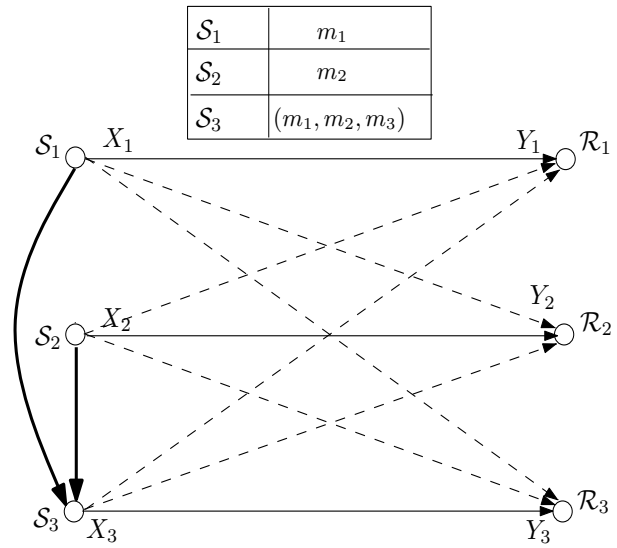 𝒮₁ m₁
𝒮₂ m₂
𝒮₃ (m₁, m₂, m₃)
𝒮₁ X₁ Y₁ ℛ₁
𝒮₂ X₂ Y₂ ℛ₂
𝒮₃ X₃ Y₃ ℛ₃